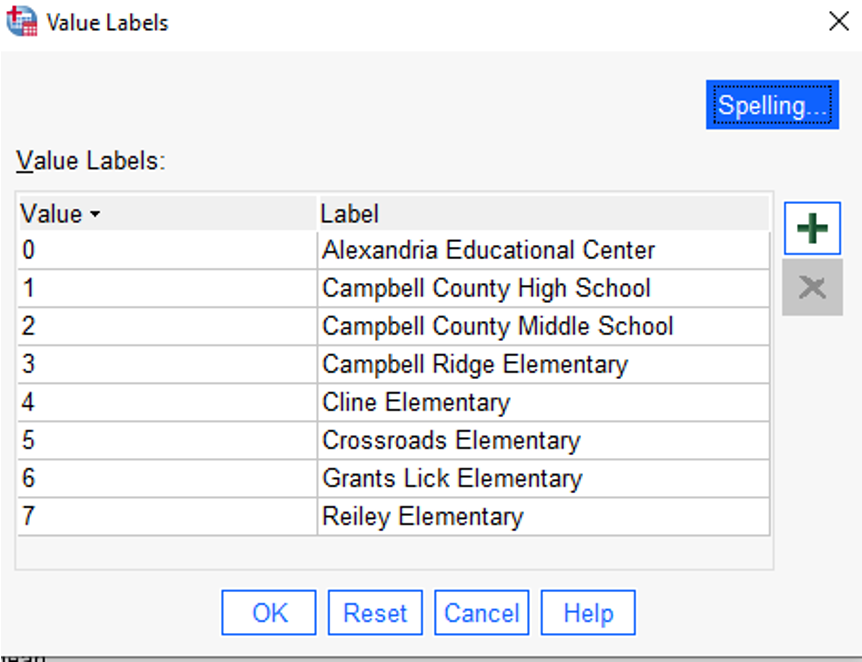 Value Labels
Spelling...
Value Labels:
Value Label
0 Alexandria Educational Center
1 Campbell County High School
2 Campbell County Middle School
3 Campbell Ridge Elementary
4 Cline Elementary
5 Crossroads Elementary
6 Grants Lick Elementary
7 Reiley Elementary
OK Reset Cancel Help